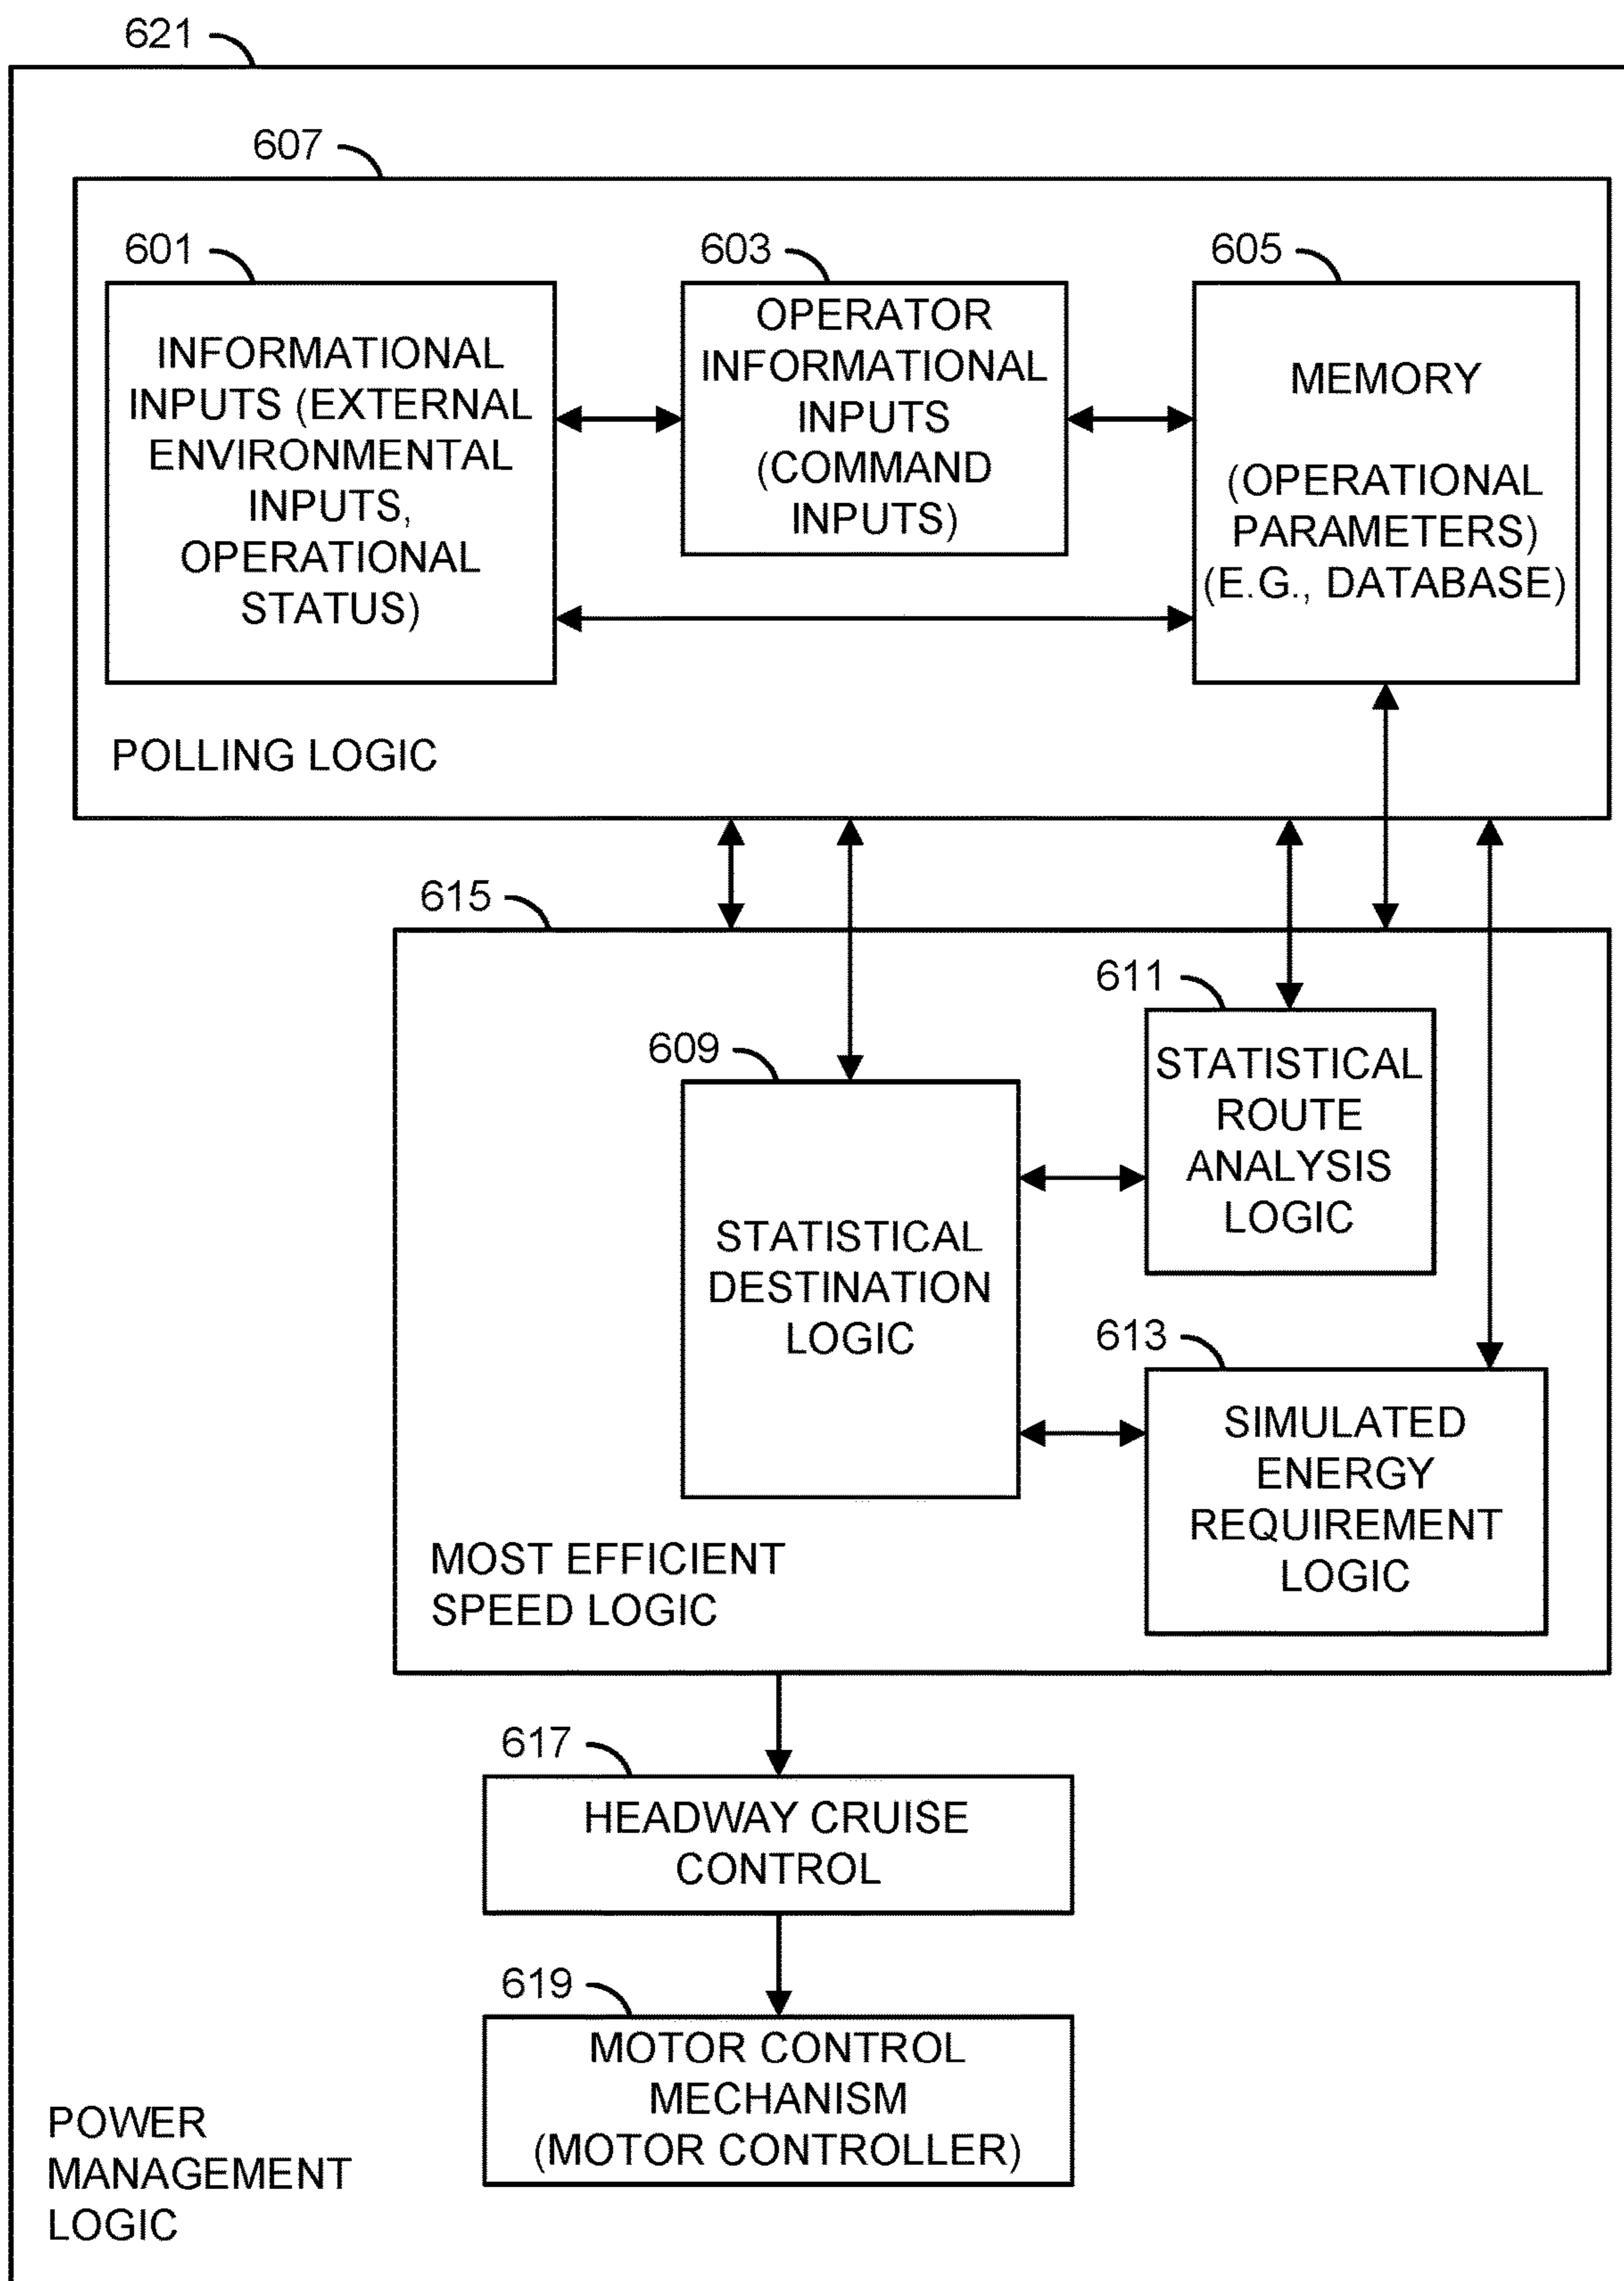 621
607
601
603
605
INFORMATIONAL
INPUTS (EXTERNAL
ENVIRONMENTAL
INPUTS,
OPERATIONAL
STATUS)
OPERATOR
INFORMATIONAL
INPUTS
(COMMAND
INPUTS)
MEMORY
(OPERATIONAL
PARAMETERS)
(E.G., DATABASE)
POLLING LOGIC
615
611
609
STATISTICAL
ROUTE
ANALYSIS
LOGIC
STATISTICAL
DESTINATION
LOGIC
613
SIMULATED
ENERGY
REQUIREMENT
LOGIC
MOST EFFICIENT
SPEED LOGIC
617
HEADWAY CRUISE
CONTROL
619
MOTOR CONTROL
MECHANISM
(MOTOR CONTROLLER)
POWER
MANAGEMENT
LOGIC